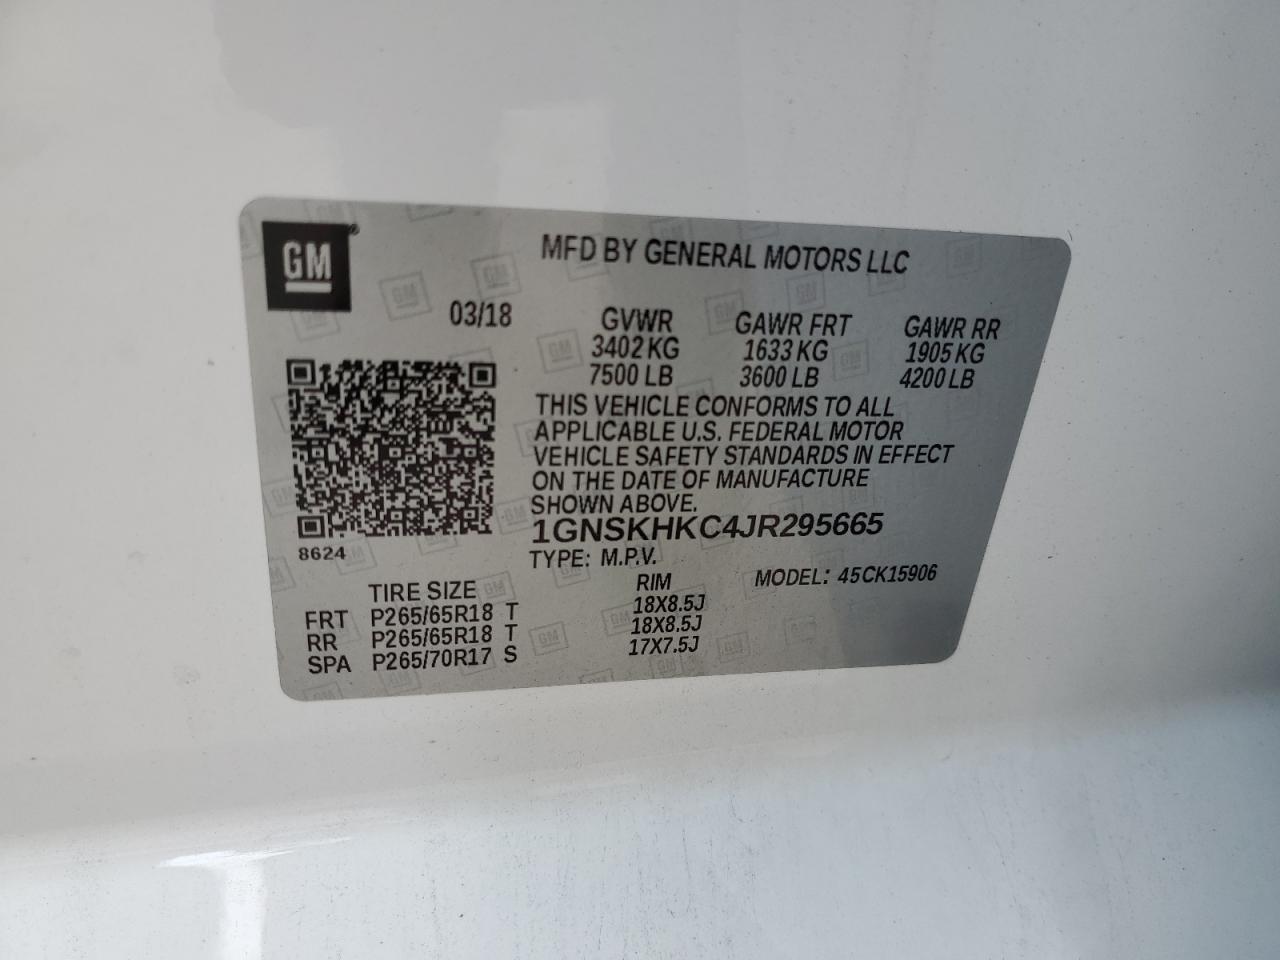 GM
MFD BY GENERAL MOTORS LLC
03/18
GVWR GAWR FRT GAWR RR
3402 KG 1633 KG 1905 KG
7500 LB 3600 LB 4200 LB
THIS VEHICLE CONFORMS TO ALL
APPLICABLE U.S. FEDERAL MOTOR
VEHICLE SAFETY STANDARDS IN EFFECT
ON THE DATE OF MANUFACTURE
SHOWN ABOVE.
1GNSKHKC4JR295665
8624
TYPE: M.P.V. MODEL: 45CK15906
TIRE SIZE RIM
FRT P265/65R18 T 18X8.5J
RR P265/65R18 T 18X8.5J
SPA P265/70R17 S 17X7.5J